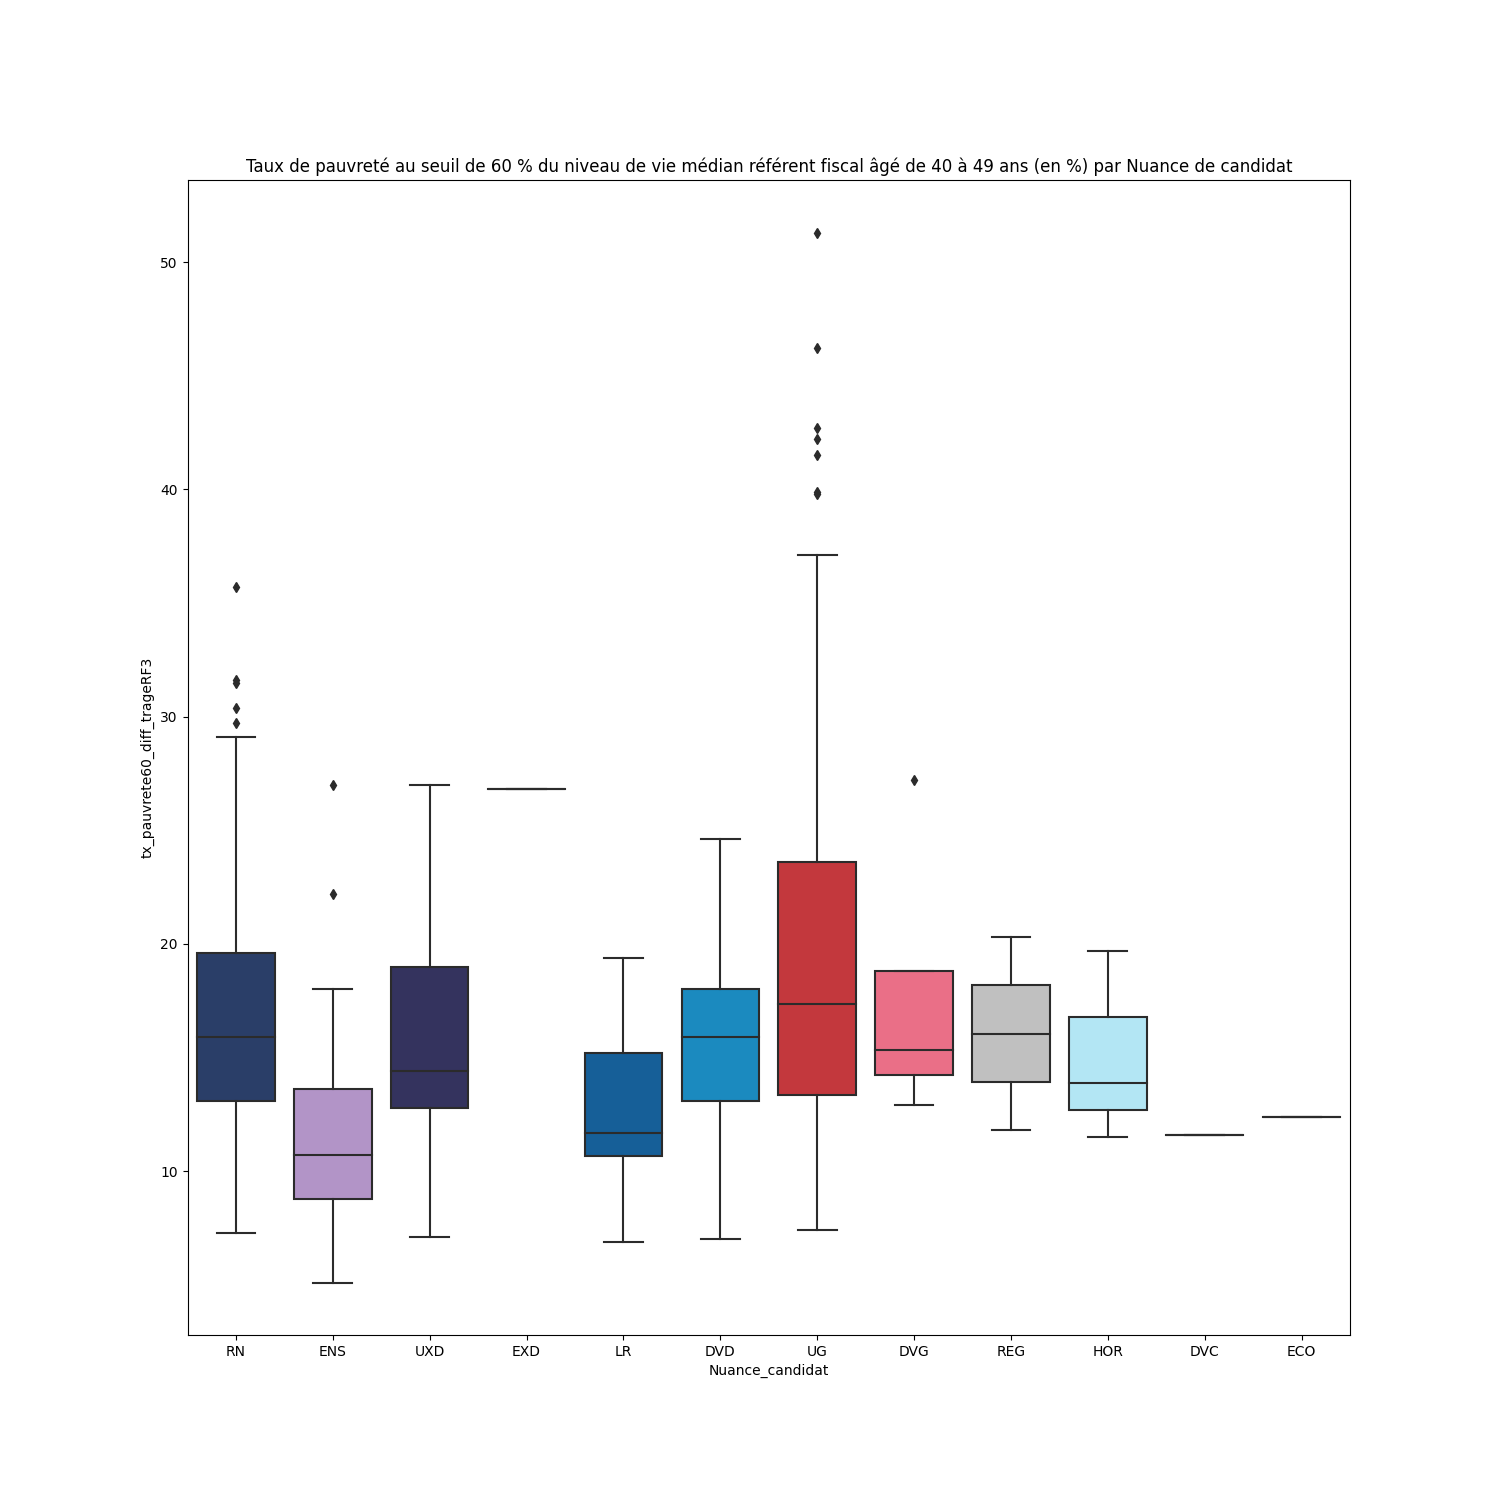 Taux de pauvreté au seuil de 60 % du niveau de vie médian référent fiscal âgé de 40 à 49 ans (en %) par Nuance de candidat
50
40
30
20
10
tx_pauvrete60_diff_trageRF3
RN ENS UXD EXD LR DVD UG DVG REG HOR DVC ECO
Nuance_candidat